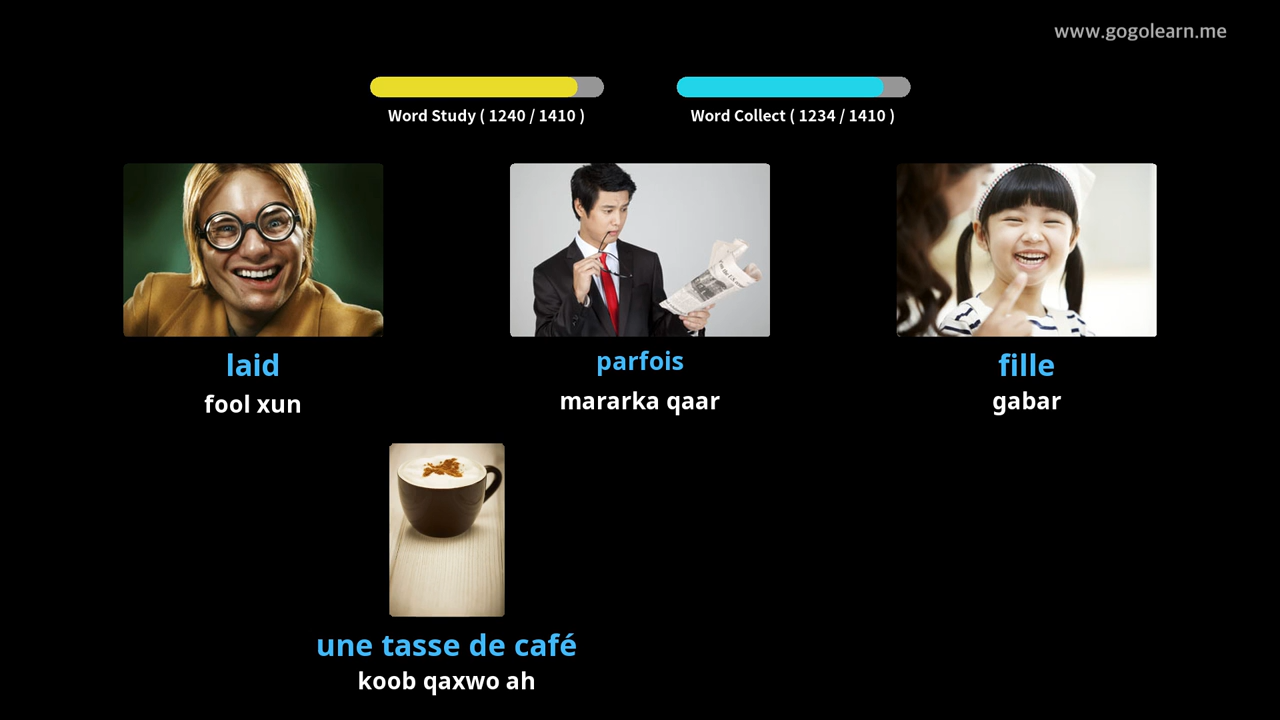 www.gogolearn.me
Word Study ( 1240 / 1410 )
Word Collect ( 1234 / 1410 )
laid
fool xun
parfois
mararka qaar
fille
gabar
une tasse de café
koob qaxwo ah